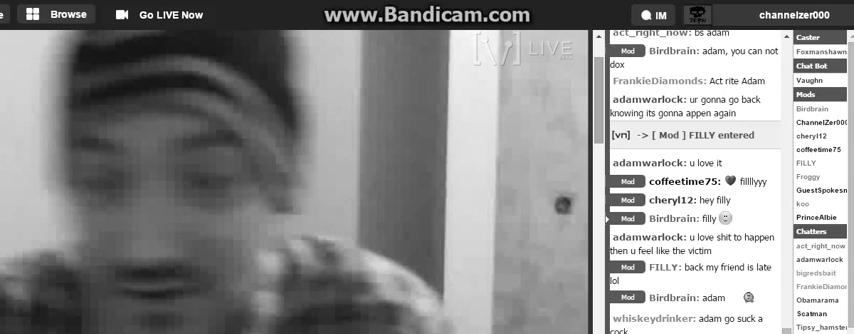 www.Bandicam.com
e
Browse
Go LIVE Now
IM
channelzer000
LIVE
act_right_now: bs adam
Mod Birdbrain: adam, you can not
dox
FrankieDiamonds: Act rite Adam
adamwarlock: ur gonna go back
knowing its gonna appen again
[vn] -> [ Mod ] FILLY entered
adamwarlock: u love it
Mod coffeetime75: fillllyyy
Mod cheryl12: hey filly
Mod Birdbrain: filly
adamwarlock: u love shit to happen
then u feel like the victim
Mod FILLY: back my friend is late
lol
Mod Birdbrain: adam
whiskeydrinker: adam go suck a
cock
Caster
Foxmanshawn
Chat Bot
Vaughn
Mods
Birdbrain
ChannelZer000
cheryl12
coffeetime75
FILLY
Froggy
GuestSpokesn
koo
PrinceAlbie
Chatters
act_right_now
adamwarlock
bigredsbait
FrankieDiamon
Obamarama
Scatman
Tipsy_hamste